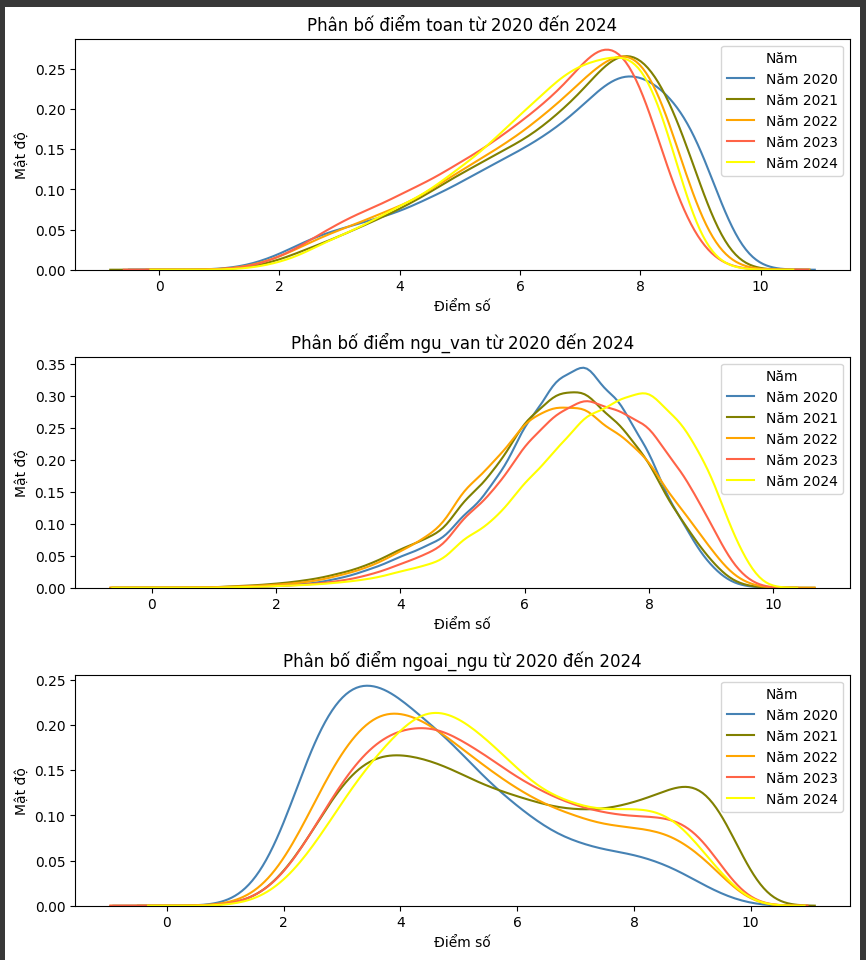 Phân bố điểm toan từ 2020 đến 2024
Mật độ
0.25
0.20
0.15
0.10
0.05
0.00
0 2 4 6 8 10
Điểm số
Năm
Năm 2020
Năm 2021
Năm 2022
Năm 2023
Năm 2024
Phân bố điểm ngu_van từ 2020 đến 2024
Mật độ
0.35
0.30
0.25
0.20
0.15
0.10
0.05
0.00
0 2 4 6 8 10
Điểm số
Năm
Năm 2020
Năm 2021
Năm 2022
Năm 2023
Năm 2024
Phân bố điểm ngoai_ngu từ 2020 đến 2024
Mật độ
0.25
0.20
0.15
0.10
0.05
0.00
0 2 4 6 8 10
Điểm số
Năm
Năm 2020
Năm 2021
Năm 2022
Năm 2023
Năm 2024